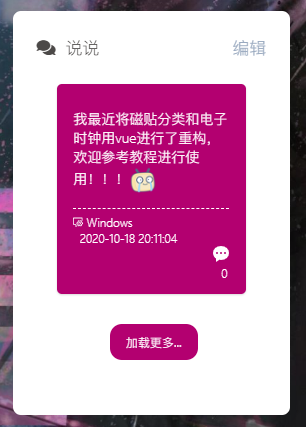 说说
编辑
我最近将磁贴分类和电子
时钟用vue进行了重构，
欢迎参考教程进行使
用！！！
Windows
2020-10-18 20:11:04
0
加载更多...